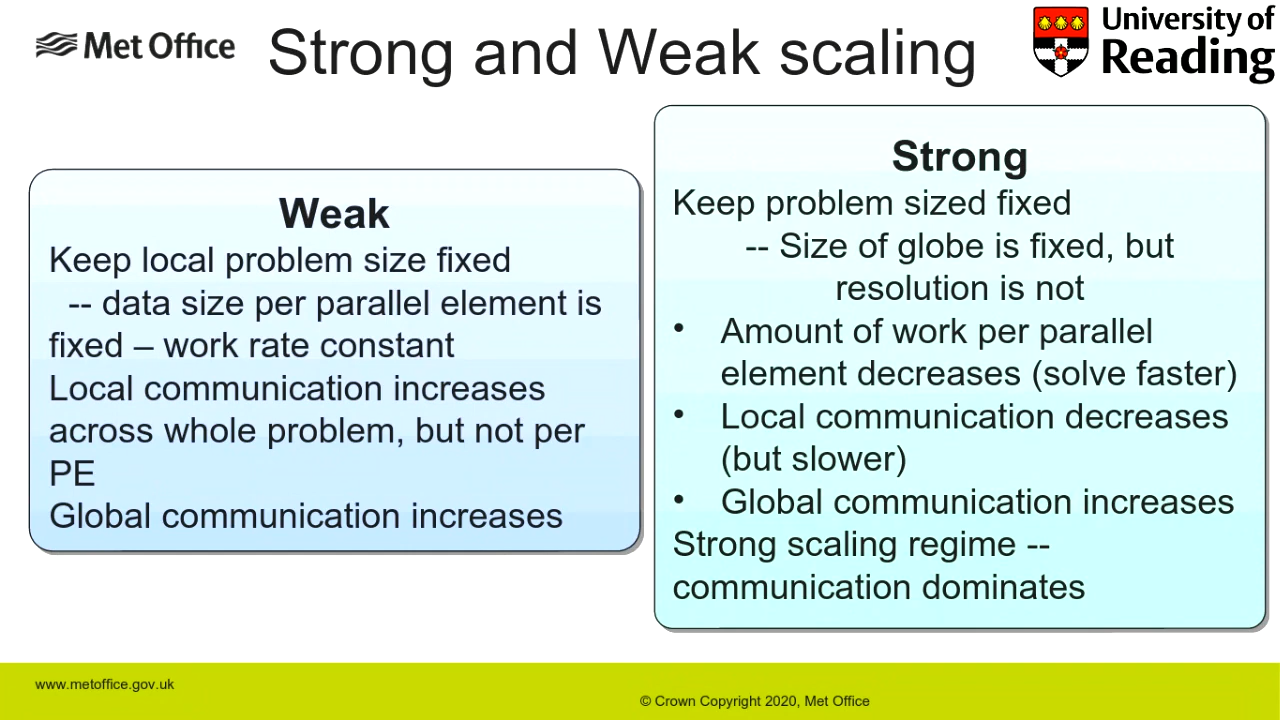 Met Office
Strong and Weak scaling
University of
Reading
Weak
Keep local problem size fixed
-- data size per parallel element is
fixed – work rate constant
Local communication increases
across whole problem, but not per
PE
Global communication increases
Strong
Keep problem sized fixed
-- Size of globe is fixed, but
resolution is not
• Amount of work per parallel
element decreases (solve faster)
• Local communication decreases
(but slower)
• Global communication increases
Strong scaling regime --
communication dominates
www.metoffice.gov.uk
© Crown Copyright 2020, Met Office